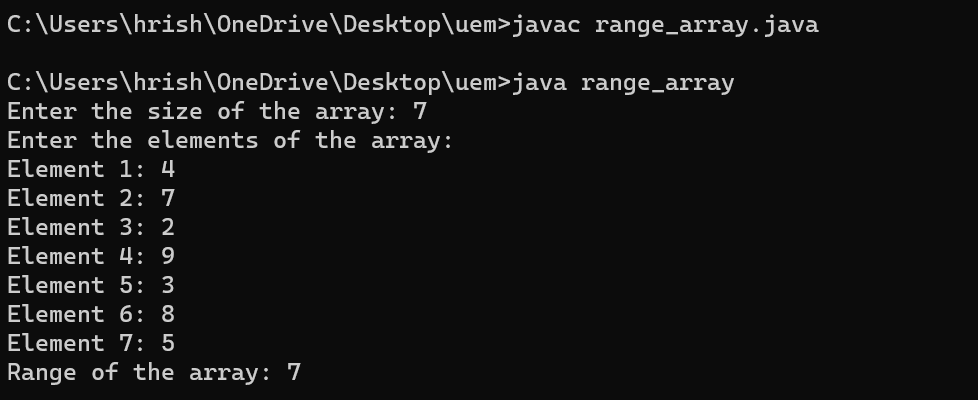 C:\Users\hrish\OneDrive\Desktop\uem>javac range_array.java
C:\Users\hrish\OneDrive\Desktop\uem>java range_array
Enter the size of the array: 7
Enter the elements of the array:
Element 1: 4
Element 2: 7
Element 3: 2
Element 4: 9
Element 5: 3
Element 6: 8
Element 7: 5
Range of the array: 7